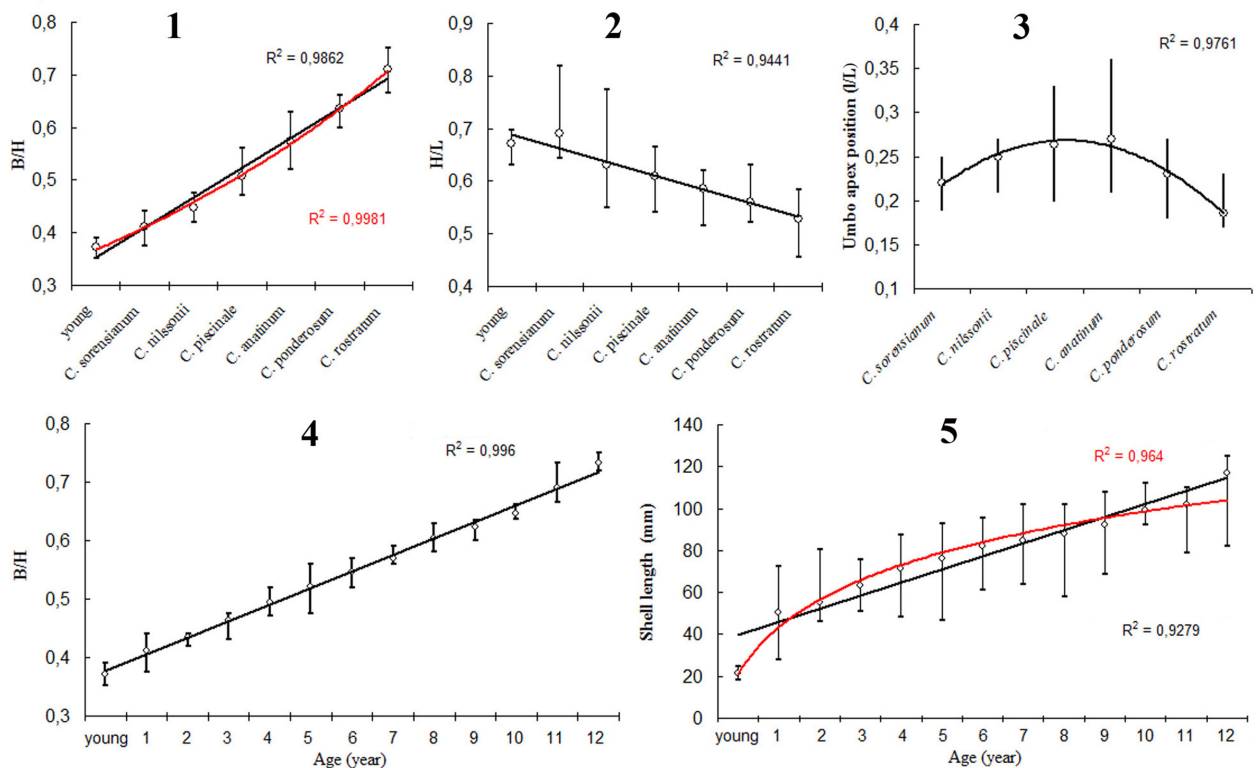 1
B/H
0,8
0,7
0,6
0,5
0,4
0,3
R² = 0,9862
R² = 0,9981
young
C. sorensianum
C. nilssonii
C. piscinale
C. anatinum
C. ponderosum
C. rostratum
2
H/L
0,9
0,8
0,7
0,6
0,5
0,4
R² = 0,9441
young
C. sorensianum
C. nilssonii
C. piscinale
C. anatinum
C. ponderosum
C. rostratum
3
Umbo apex position (l/L)
0,4
0,35
0,3
0,25
0,2
0,15
0,1
R² = 0,9761
C. sorensianum
C. nilssonii
C. piscinale
C. anatinum
C. ponderosum
C. rostratum
4
B/H
0,8
0,7
0,6
0,5
0,4
0,3
R² = 0,996
young 1 2 3 4 5 6 7 8 9 10 11 12
Age (year)
5
Shell length (mm)
140
120
100
80
60
40
20
0
R² = 0,964
R² = 0,9279
young 1 2 3 4 5 6 7 8 9 10 11 12
Age (year)